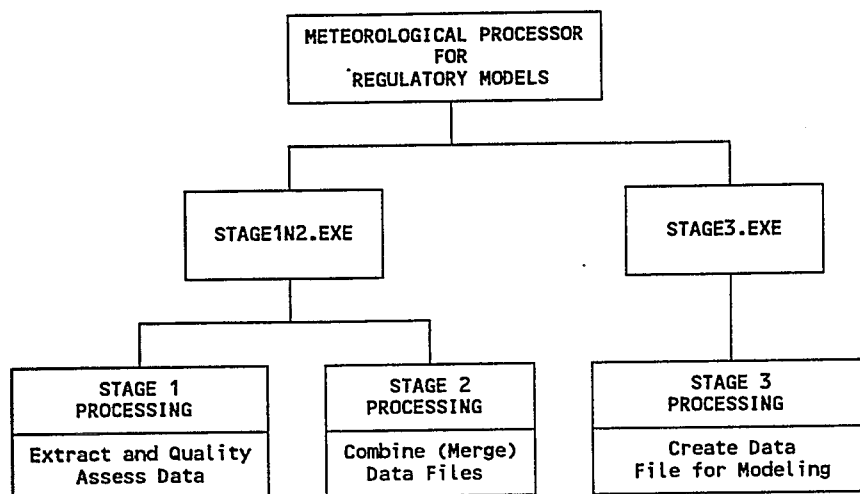 METEOROLOGICAL PROCESSOR
FOR
REGULATORY MODELS
STAGE1N2.EXE
STAGE3.EXE
STAGE 1
PROCESSING
Extract and Quality
Assess Data
STAGE 2
PROCESSING
Combine (Merge)
Data Files
STAGE 3
PROCESSING
Create Data
File for Modeling